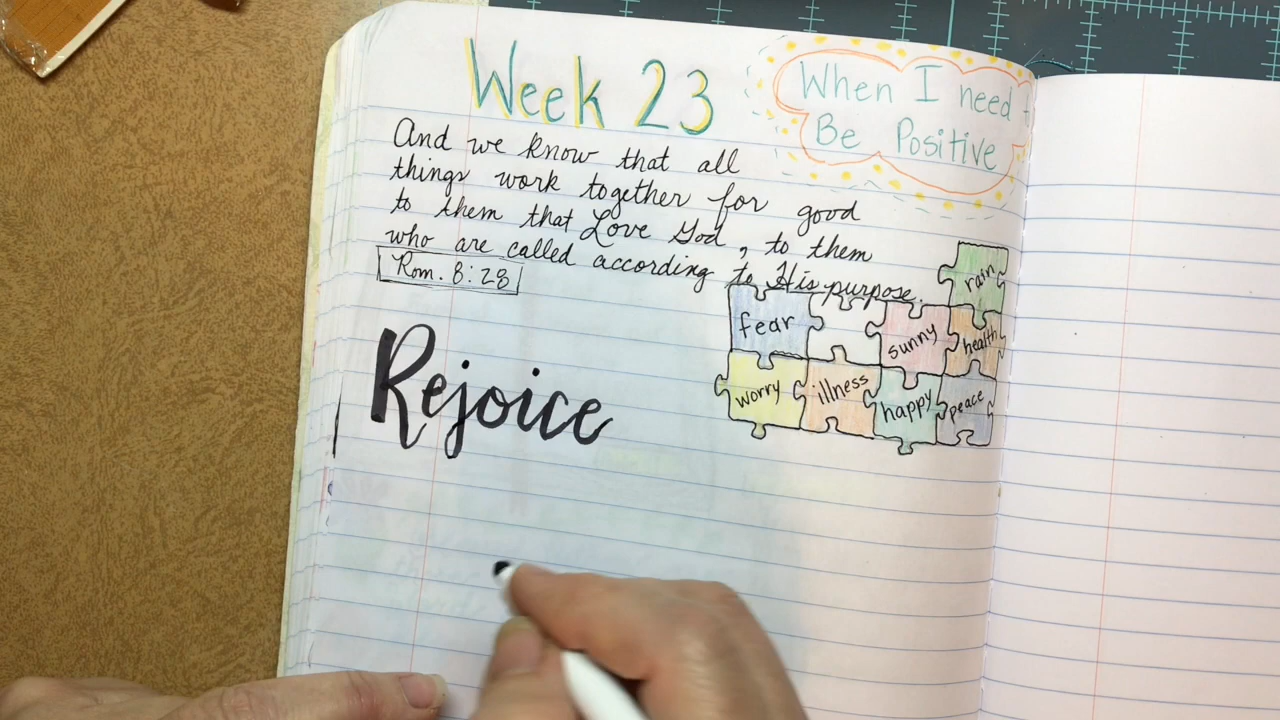 Week 23
When I need
Be Positive
And we know that all
things work together for good
to them that Love God, to them
who are called according to His purpose.
Rom. 8:28
rain
fear
sunny
health
worry
illness
happy
peace
Rejoice